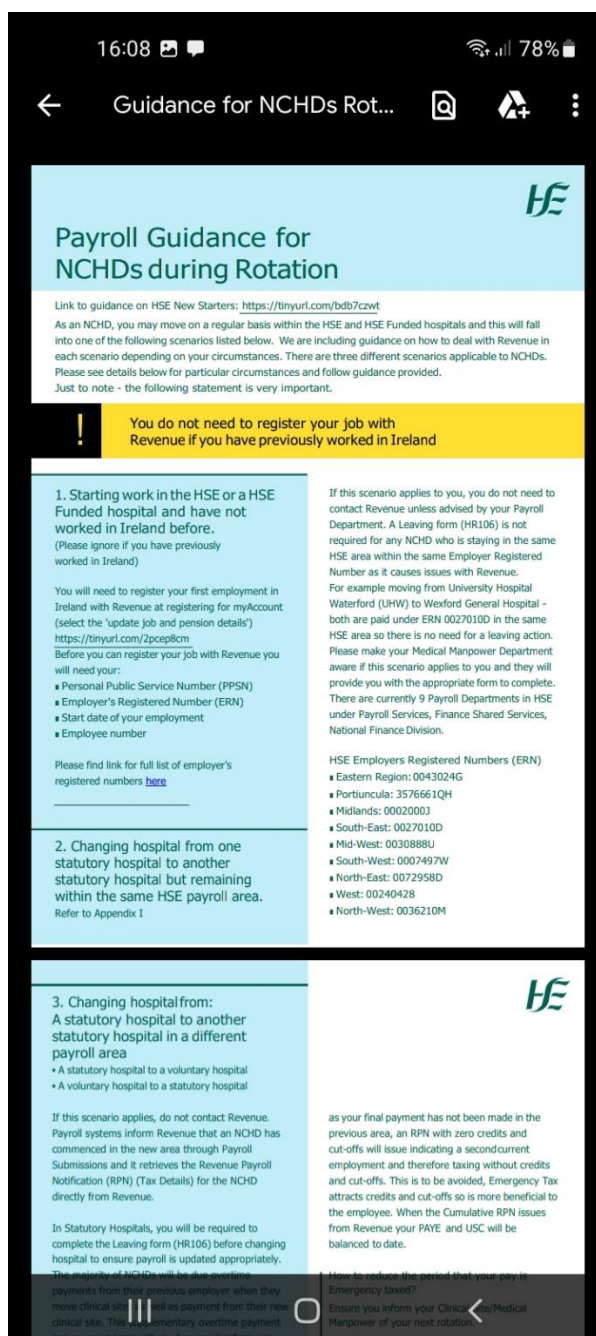 16:08
78%
Guidance for NCHDs Rot...
HSE
Payroll Guidance for
NCHDs during Rotation
Link to guidance on HSE New Starters: https://tinyurl.com/bdb7czwt
As an NCHD, you may move on a regular basis within the HSE and HSE Funded hospitals and this will fall
into one of the following scenarios listed below. We are including guidance on how to deal with Revenue in
each scenario depending on your circumstances. There are three different scenarios applicable to NCHDs.
Please see details below for particular circumstances and follow guidance provided.
Just to note - the following statement is very important.
!
You do not need to register your job with
Revenue if you have previously worked in Ireland
1. Starting work in the HSE or a HSE
Funded hospital and have not
worked in Ireland before.
(Please ignore if you have previously
worked in Ireland)
You will need to register your first employment in
Ireland with Revenue at registering for myAccount
(select the 'update job and pension details')
https://tinyurl.com/2pcep8cm
Before you can register your job with Revenue you
will need your:
▪ Personal Public Service Number (PPSN)
▪ Employer's Registered Number (ERN)
▪ Start date of your employment
▪ Employee number
Please find link for full list of employer's
registered numbers here
2. Changing hospital from one
statutory hospital to another
statutory hospital but remaining
within the same HSE payroll area.
Refer to Appendix I
If this scenario applies to you, you do not need to
contact Revenue unless advised by your Payroll
Department. A Leaving form (HR106) is not
required for any NCHD who is staying in the same
HSE area within the same Employer Registered
Number as it causes issues with Revenue.
For example moving from University Hospital
Waterford (UHW) to Wexford General Hospital -
both are paid under ERN 0027010D in the same
HSE area so there is no need for a leaving action.
Please make your Medical Manpower Department
aware if this scenario applies to you and they will
provide you with the appropriate form to complete.
There are currently 9 Payroll Departments in HSE
under Payroll Services, Finance Shared Services,
National Finance Division.
HSE Employers Registered Numbers (ERN)
▪ Eastern Region: 0043024G
▪ Portiuncula: 3576661QH
▪ Midlands: 0002000J
▪ South-East: 0027010D
▪ Mid-West: 0030888U
▪ South-West: 0007497W
▪ North-East: 0072958D
▪ West: 00240428
▪ North-West: 0036210M
HSE
3. Changing hospital from:
A statutory hospital to another
statutory hospital in a different
payroll area
• A statutory hospital to a voluntary hospital
• A voluntary hospital to a statutory hospital
If this scenario applies, do not contact Revenue.
Payroll systems inform Revenue that an NCHD has
commenced in the new area through Payroll
Submissions and it retrieves the Revenue Payroll
Notification (RPN) (Tax Details) for the NCHD
directly from Revenue.
In Statutory Hospitals, you will be required to
complete the Leaving form (HR106) before changing
hospital to ensure payroll is updated appropriately.
The majority of NCHDs will be due overtime
payments from their previous employer when they
move clinical site as well as payment from their new
clinical site. This supplementary overtime payment
as your final payment has not been made in the
previous area, an RPN with zero credits and
cut-offs will issue indicating a secondcurrent
employment and therefore taxing without credits
and cut-offs. This is to be avoided, Emergency Tax
attracts credits and cut-offs so is more beneficial to
the employee. When the Cumulative RPN issues
from Revenue your PAYE and USC will be
balanced to date.
How to reduce the period that your pay is
Emergency taxed?
Ensure you inform your Clinical Site/Medical
Manpower of your next rotation